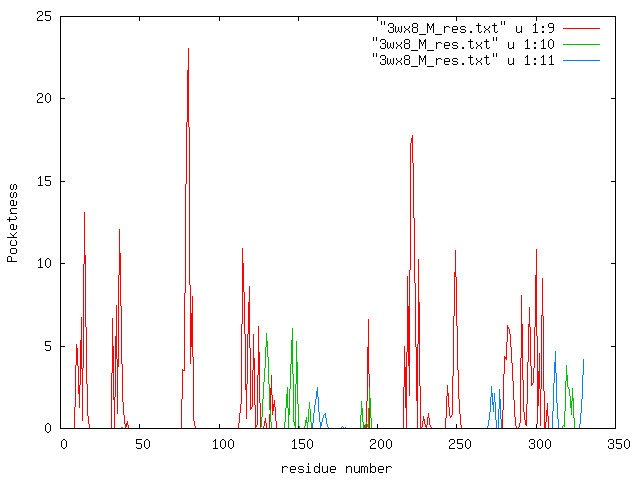 "3wx8_M_res.txt" u 1:9
"3wx8_M_res.txt" u 1:10
"3wx8_M_res.txt" u 1:11
25
20
15
10
5
0
Pocketness
0 50 100 150 200 250 300 350
residue number